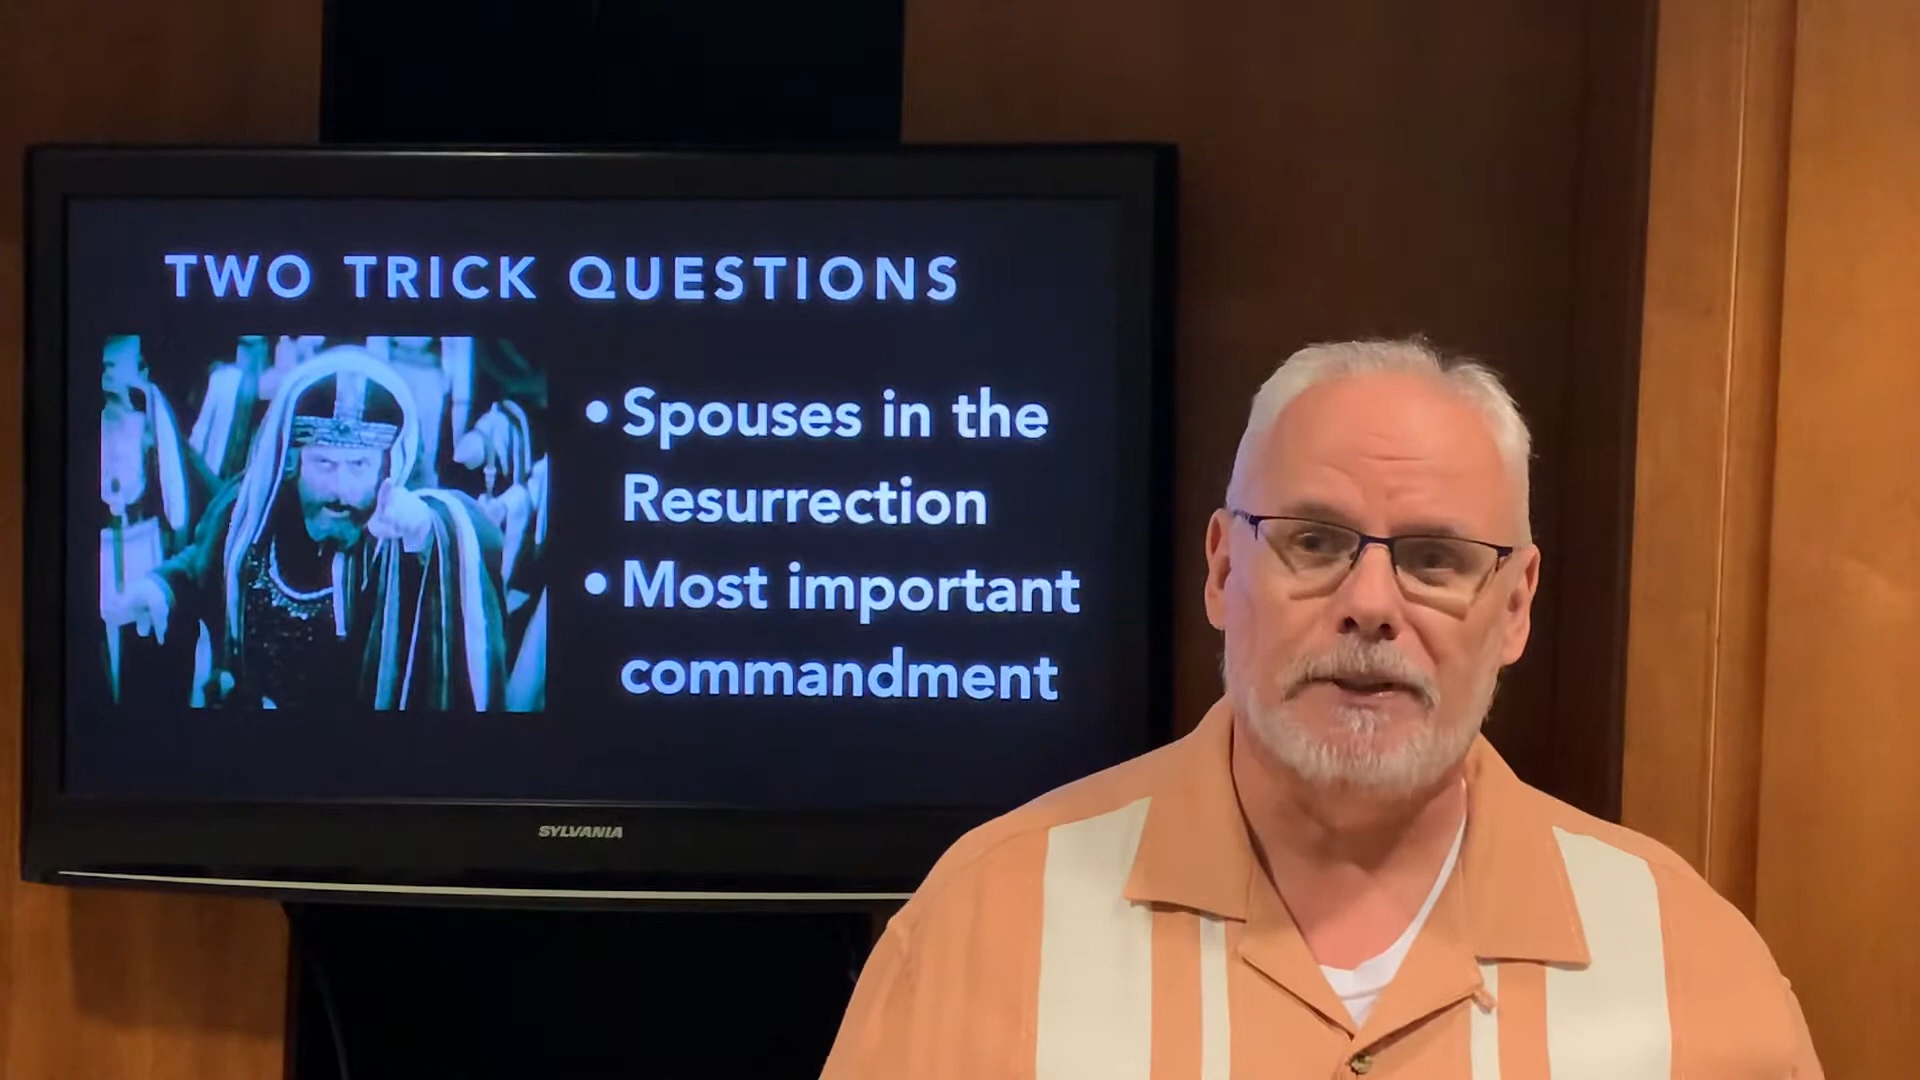 TWO TRICK QUESTIONS
• Spouses in the
Resurrection
• Most important
commandment
SYLVANIA